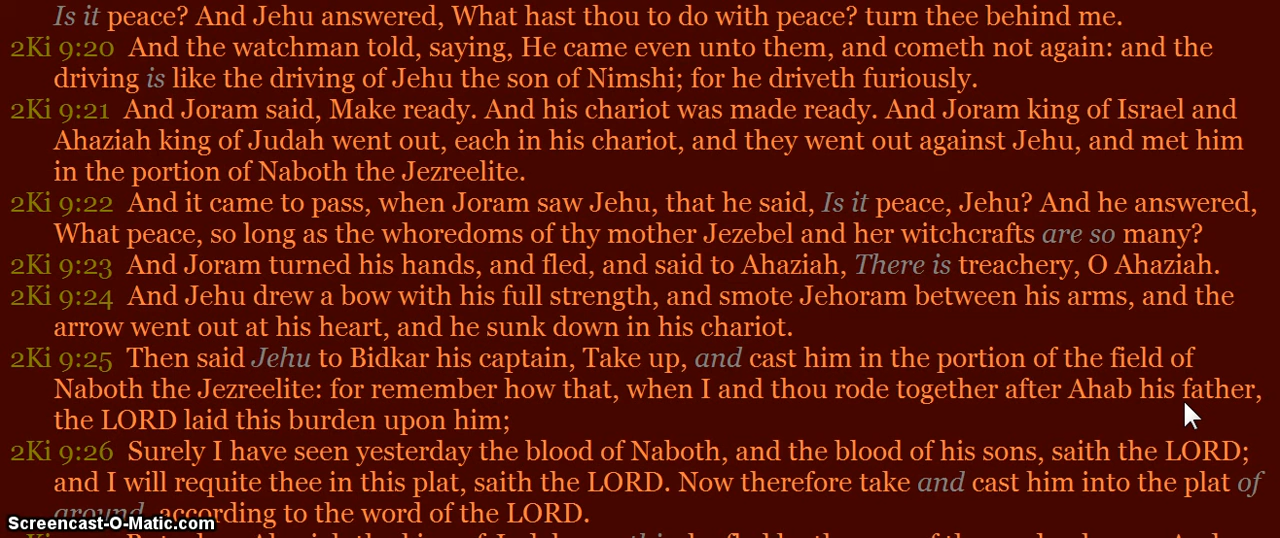 Is it peace? And Jehu answered, What hast thou to do with peace? turn thee behind me.
2Ki 9:20 And the watchman told, saying, He came even unto them, and cometh not again: and the
driving is like the driving of Jehu the son of Nimshi; for he driveth furiously.
2Ki 9:21 And Joram said, Make ready. And his chariot was made ready. And Joram king of Israel and
Ahaziah king of Judah went out, each in his chariot, and they went out against Jehu, and met him
in the portion of Naboth the Jezreelite.
2Ki 9:22 And it came to pass, when Joram saw Jehu, that he said, Is it peace, Jehu? And he answered,
What peace, so long as the whoredoms of thy mother Jezebel and her witchcrafts are so many?
2Ki 9:23 And Joram turned his hands, and fled, and said to Ahaziah, There is treachery, O Ahaziah.
2Ki 9:24 And Jehu drew a bow with his full strength, and smote Jehoram between his arms, and the
arrow went out at his heart, and he sunk down in his chariot.
2Ki 9:25 Then said Jehu to Bidkar his captain, Take up, and cast him in the portion of the field of
Naboth the Jezreelite: for remember how that, when I and thou rode together after Ahab his father,
the LORD laid this burden upon him;
2Ki 9:26 Surely I have seen yesterday the blood of Naboth, and the blood of his sons, saith the LORD;
and I will requite thee in this plat, saith the LORD. Now therefore take and cast him into the plat of
ground, according to the word of the LORD.
Screencast-O-Matic.com